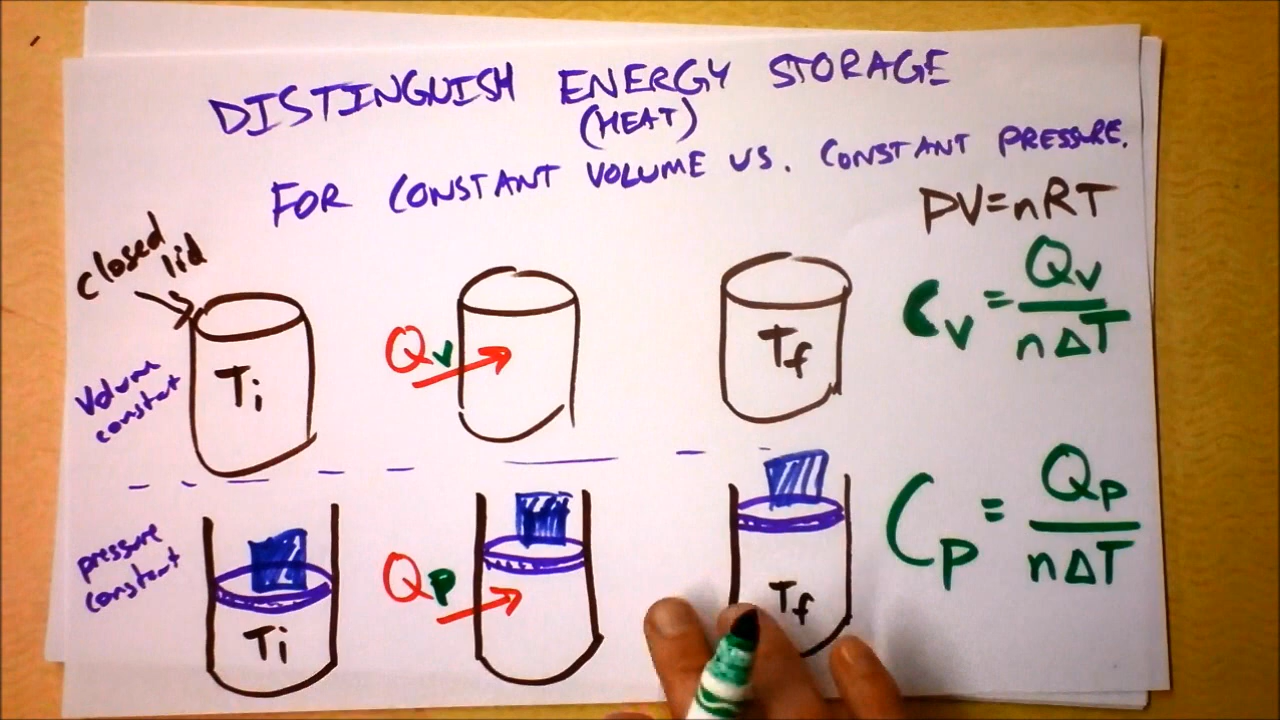 DISTINGUISH ENERGY STORAGE
(HEAT)
FOR CONSTANT VOLUME VS. CONSTANT PRESSURE.
PV=nRT
closed
lid
Volume
constant
Ti
Qv
Tf
Cv = Qv / nΔT
pressure
constant
Ti
Qp
Tf
Cp = Qp / nΔT